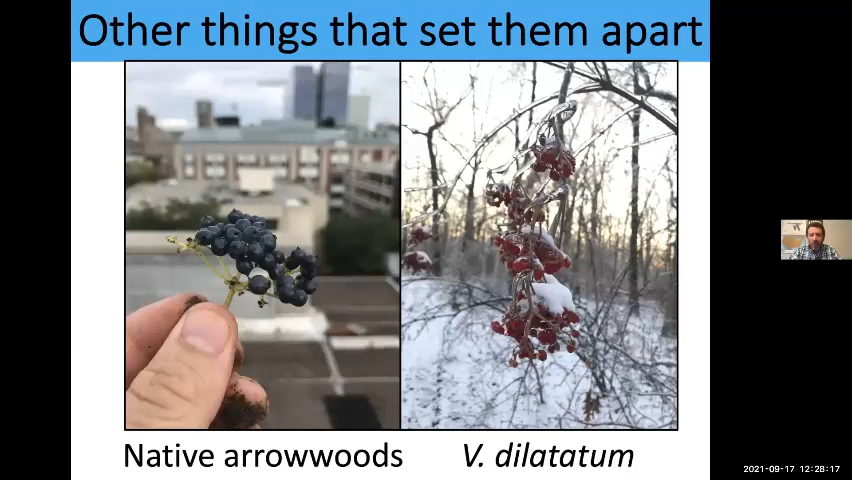 Other things that set them apart
Native arrowwoods
V. dilatatum
2021-09-17 12:28:17